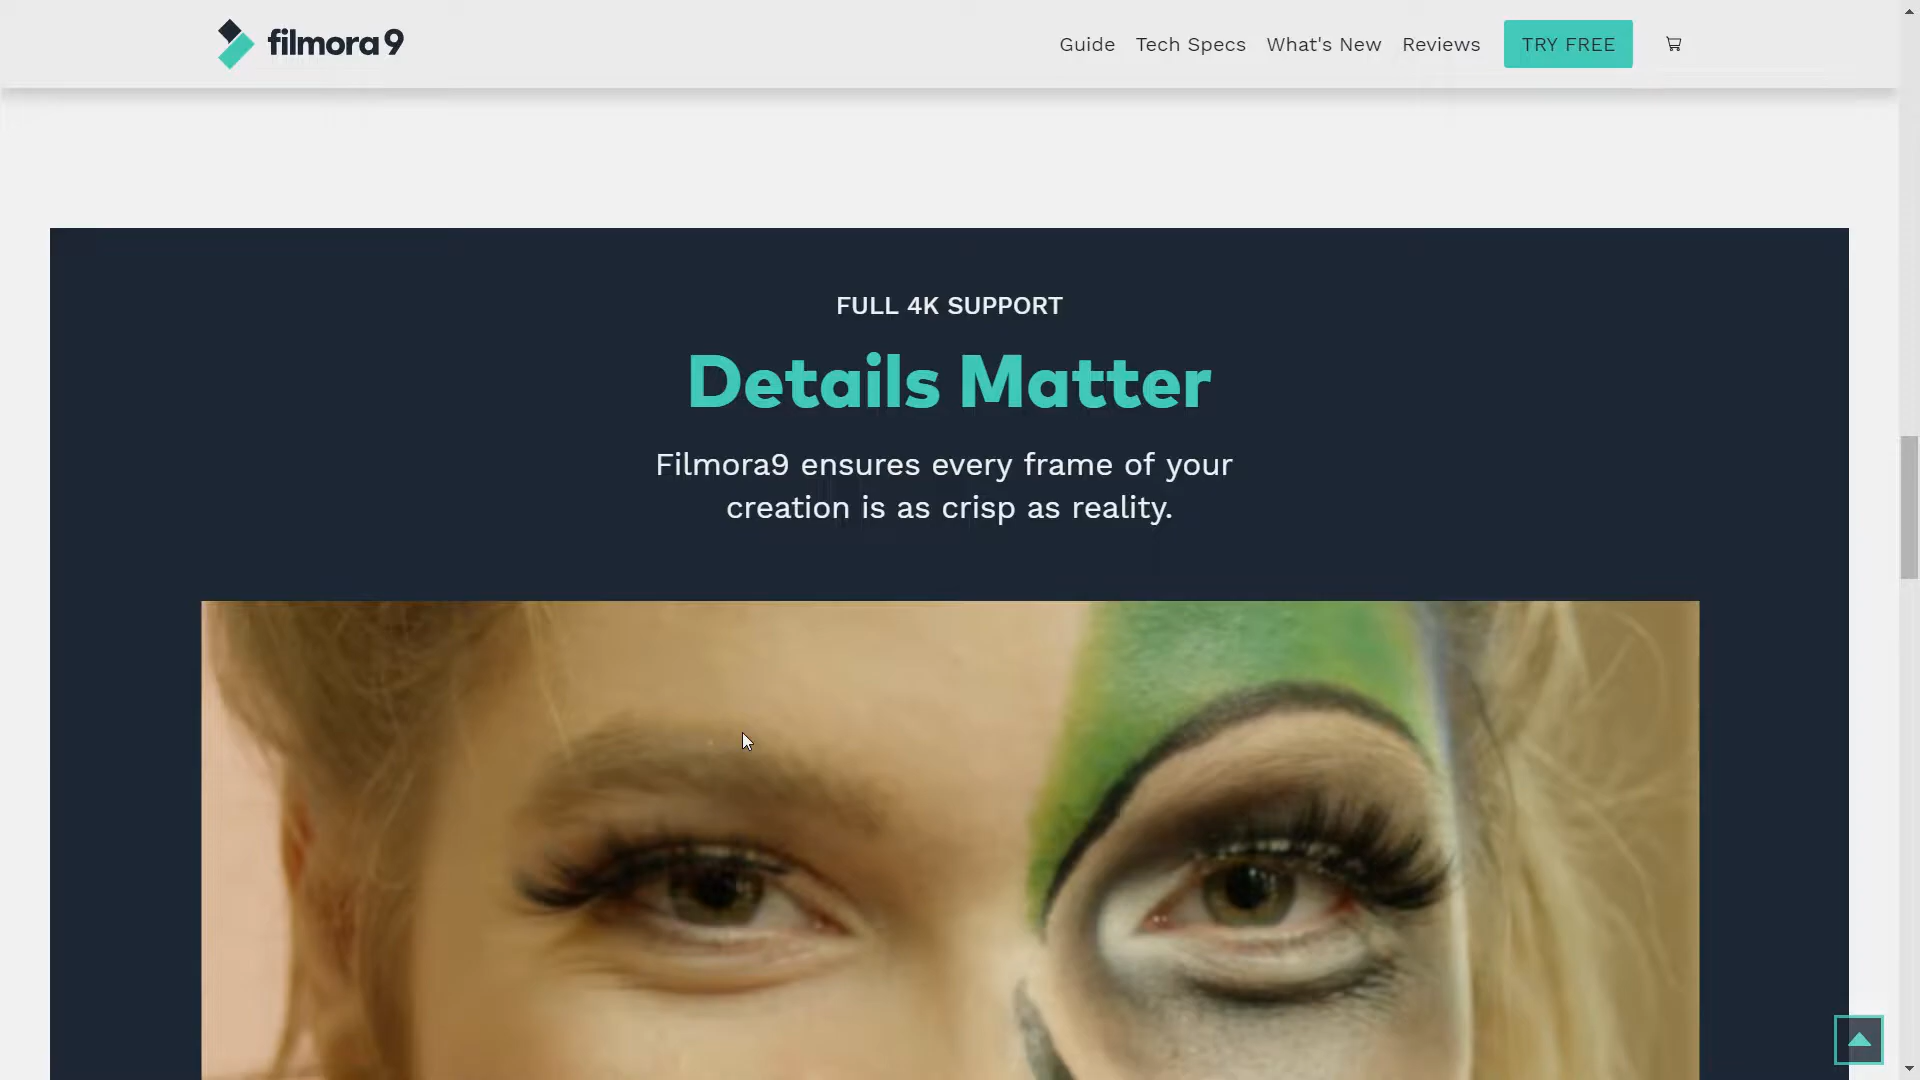 filmora9
Guide
Tech Specs
What's New
Reviews
TRY FREE
FULL 4K SUPPORT
Details Matter
Filmora9 ensures every frame of your
creation is as crisp as reality.